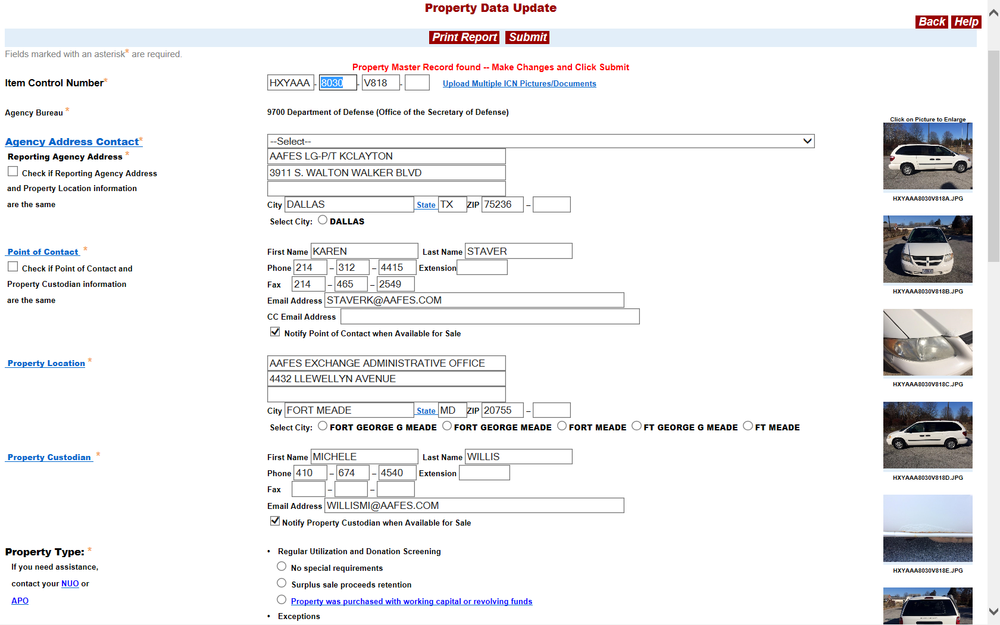 Property Data Update
Back Help
Print Report Submit
Fields marked with an asterisk* are required.
Property Master Record found -- Make Changes and Click Submit
Item Control Number* HXYAAA - 8030 - V818 - Upload Multiple ICN Pictures/Documents
Agency Bureau * 9700 Department of Defense (Office of the Secretary of Defense)
Click on Picture to Enlarge
Agency Address Contact* --Select--
Reporting Agency Address * AAFES LG-P/T KCLAYTON
Check if Reporting Agency Address 3911 S. WALTON WALKER BLVD
and Property Location information
HXYAAA8030V818A.JPG
are the same City DALLAS State TX ZIP 75236 –
Select City: DALLAS
Point of Contact * First Name KAREN Last Name STAVER
Check if Point of Contact and Phone 214 – 312 – 4415 Extension
Property Custodian information Fax 214 – 465 – 2549
HXYAAA8030V818B.JPG
are the same Email Address STAVERK@AAFES.COM
CC Email Address
Notify Point of Contact when Available for Sale
Property Location * AAFES EXCHANGE ADMINISTRATIVE OFFICE
4432 LLEWELLYN AVENUE
HXYAAA8030V818C.JPG
City FORT MEADE State MD ZIP 20755 –
Select City: FORT GEORGE G MEADE FORT GEORGE MEADE FORT MEADE FT GEORGE G MEADE FT MEADE
Property Custodian * First Name MICHELE Last Name WILLIS
Phone 410 – 674 – 4540 Extension
HXYAAA8030V818D.JPG
Fax – –
Email Address WILLISMI@AAFES.COM
Notify Property Custodian when Available for Sale
Property Type: * • Regular Utilization and Donation Screening
If you need assistance, No special requirements
HXYAAA8030V818E.JPG
contact your NUO or Surplus sale proceeds retention
APO Property was purchased with working capital or revolving funds
• Exceptions